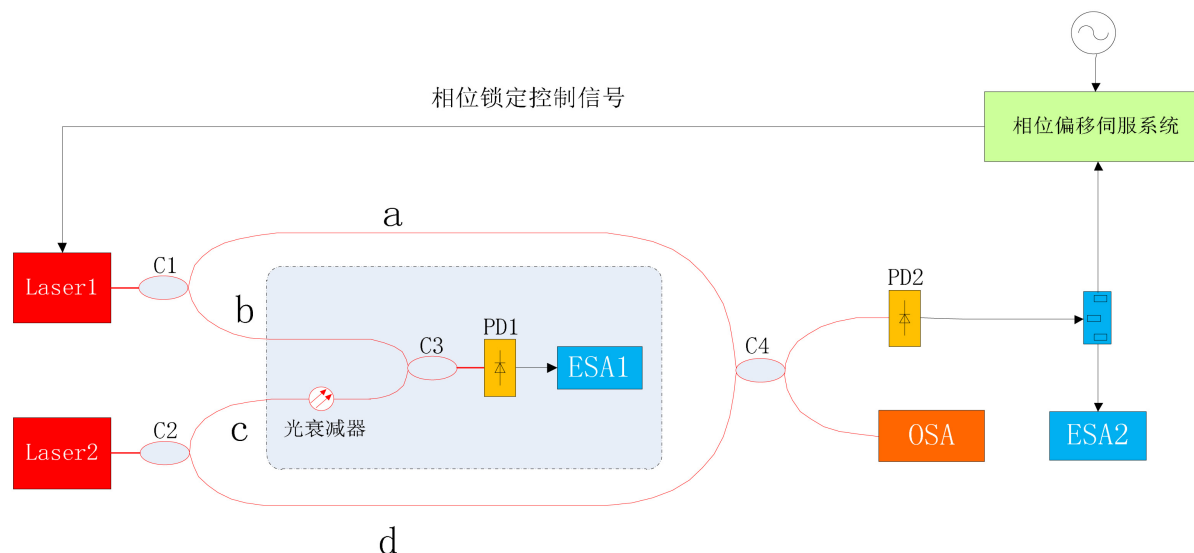 相位锁定控制信号
相位偏移伺服系统
a
Laser1
C1
b
C3
PD1
ESA1
C4
PD2
光衰减器
c
Laser2
C2
OSA
ESA2
d